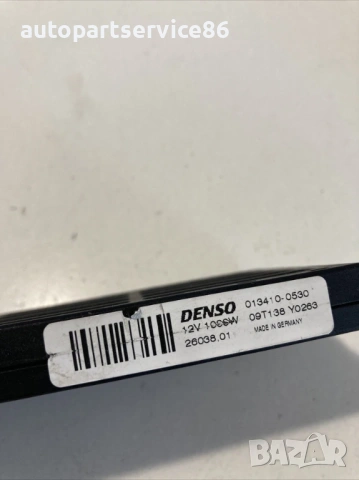 autopartservice86
DENSO 013410-0530
12V 1000W 09T138 Y0263
26038.01 MADE IN GERMANY
BAZAR